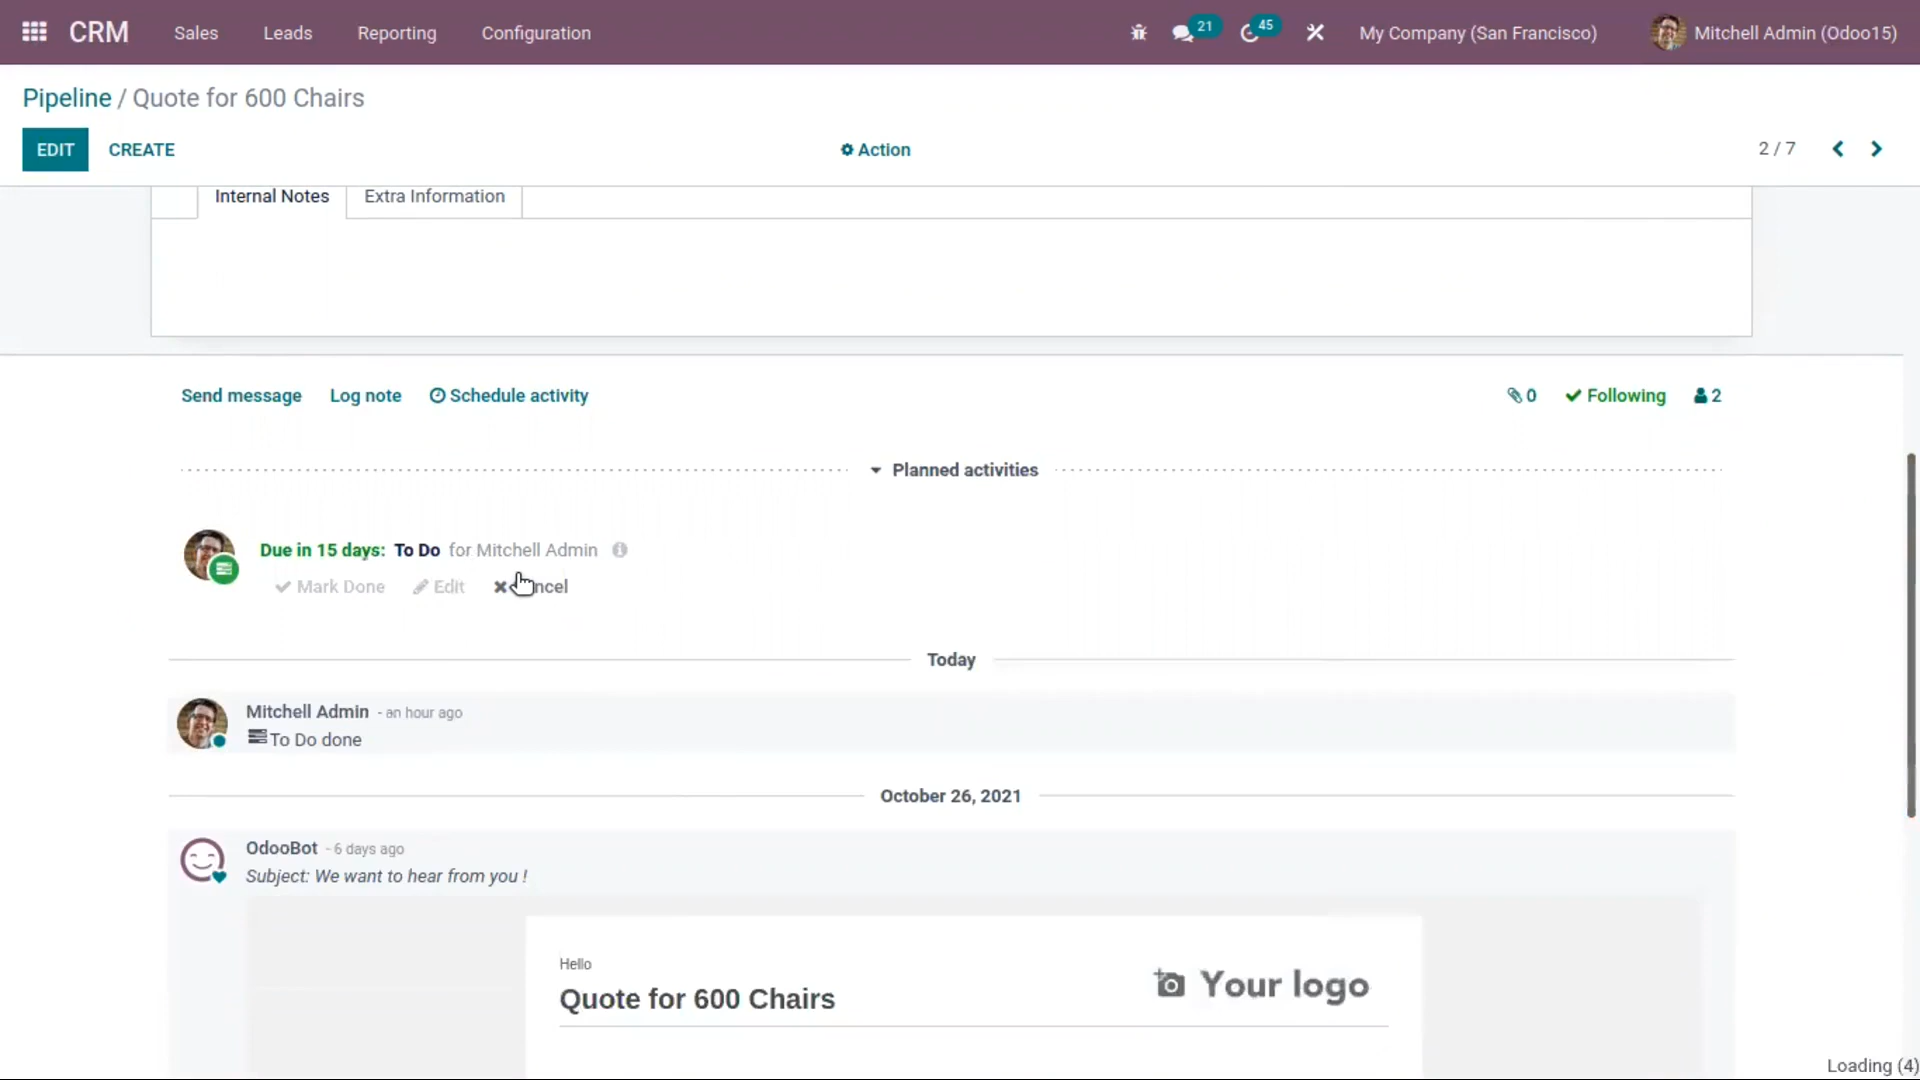 CRM Sales Leads Reporting Configuration 21 45 My Company (San Francisco) Mitchell Admin (Odoo15)
Pipeline / Quote for 600 Chairs
EDIT CREATE Action 2 / 7
Internal Notes Extra Information
Send message Log note Schedule activity 0 Following 2
Planned activities
Due in 15 days: To Do for Mitchell Admin
Mark Done Edit ncel
Today
Mitchell Admin - an hour ago
To Do done
October 26, 2021
OdooBot - 6 days ago
Subject: We want to hear from you !
Hello
Quote for 600 Chairs
Your logo
Loading (4)